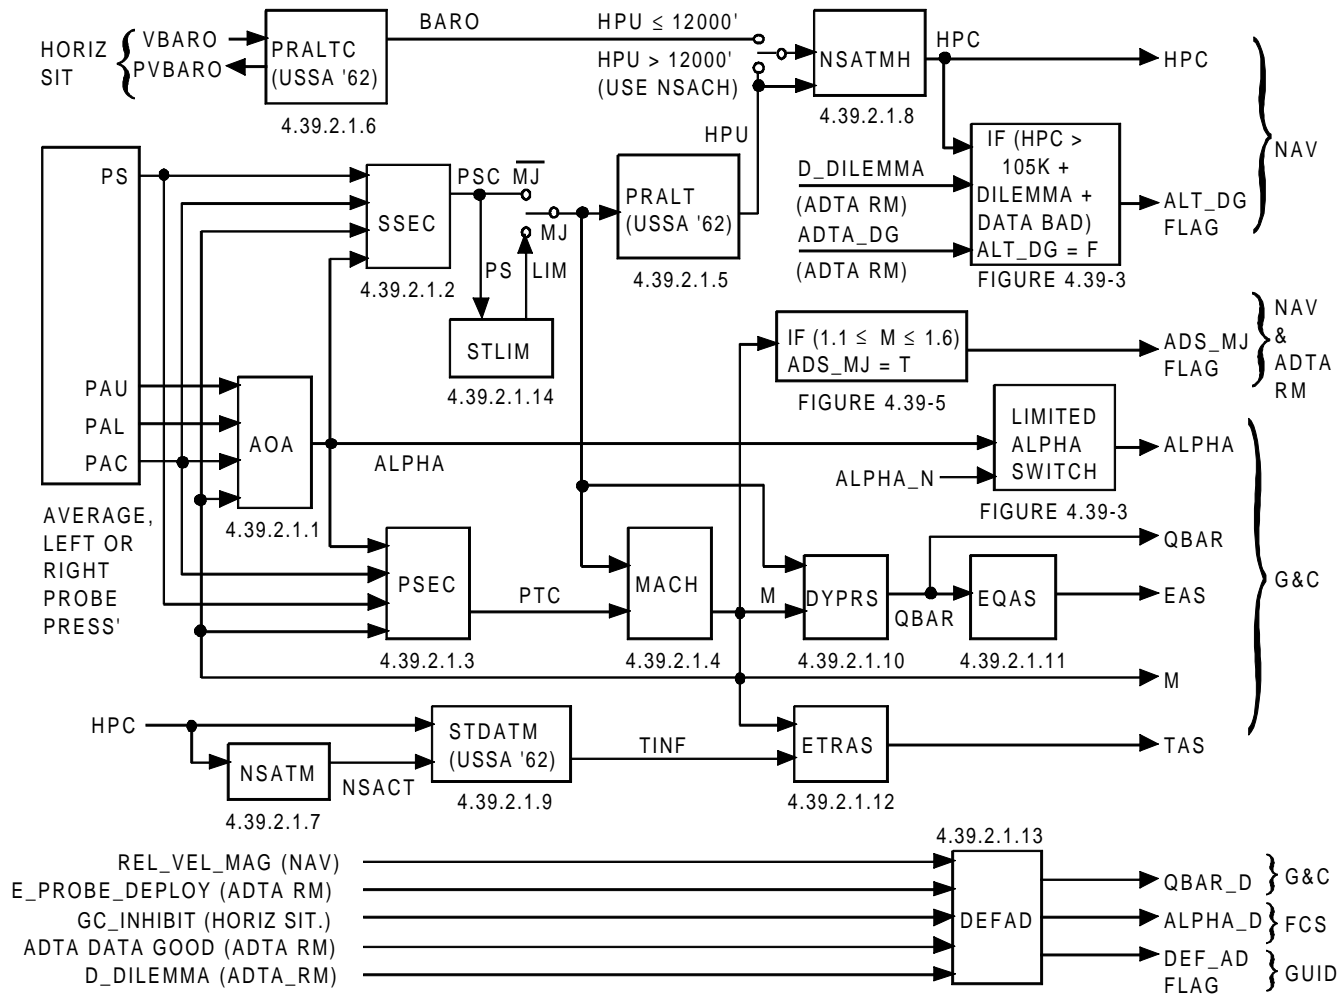 HORIZ
SIT
VBARO
PVBARO
PRALTC
(USSA '62)
4.39.2.1.6
BARO
HPU ≤ 12000'
HPU > 12000'
(USE NSACH)
HPU
NSATMH
4.39.2.1.8
HPC
HPC
IF (HPC >
105K +
DILEMMA +
DATA BAD)
ALT_DG = F
FIGURE 4.39-3
D_DILEMMA
(ADTA RM)
ADTA_DG
(ADTA RM)
ALT_DG
FLAG
NAV
PS
PAU
PAL
PAC
AVERAGE,
LEFT OR
RIGHT
PROBE
PRESS'
SSEC
4.39.2.1.2
PSC
MJ
MJ
PS
LIM
STLIM
4.39.2.1.14
PRALT
(USSA '62)
4.39.2.1.5
IF (1.1 ≤ M ≤ 1.6)
ADS_MJ = T
FIGURE 4.39-5
ADS_MJ
FLAG
NAV
&
ADTA
RM
AOA
4.39.2.1.1
ALPHA
ALPHA_N
LIMITED
ALPHA
SWITCH
FIGURE 4.39-3
ALPHA
PSEC
4.39.2.1.3
PTC
MACH
4.39.2.1.4
M
DYPRS
4.39.2.1.10
QBAR
EQAS
4.39.2.1.11
QBAR
EAS
M
G&C
HPC
NSATM
4.39.2.1.7
NSACT
STDATM
(USSA '62)
4.39.2.1.9
TINF
ETRAS
4.39.2.1.12
TAS
4.39.2.1.13
REL_VEL_MAG (NAV)
E_PROBE_DEPLOY (ADTA RM)
GC_INHIBIT (HORIZ SIT.)
ADTA DATA GOOD (ADTA RM)
D_DILEMMA (ADTA_RM)
DEFAD
QBAR_D
G&C
ALPHA_D
FCS
DEF_AD
FLAG
GUID